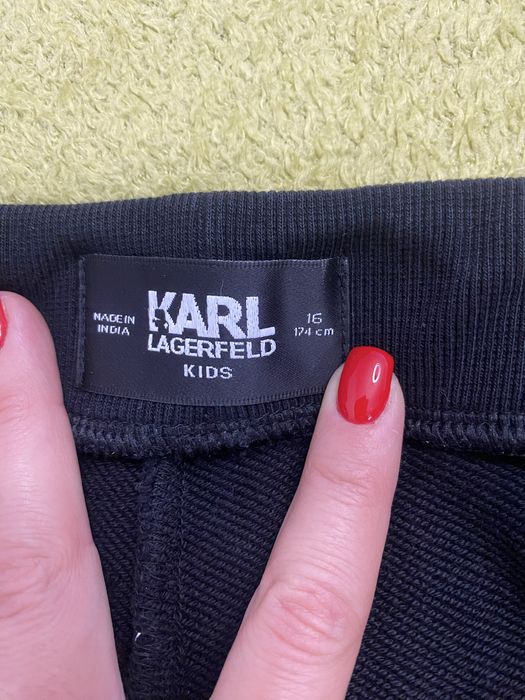 MADE IN
INDIA
KARL
LAGERFELD
KIDS
16
174 cm